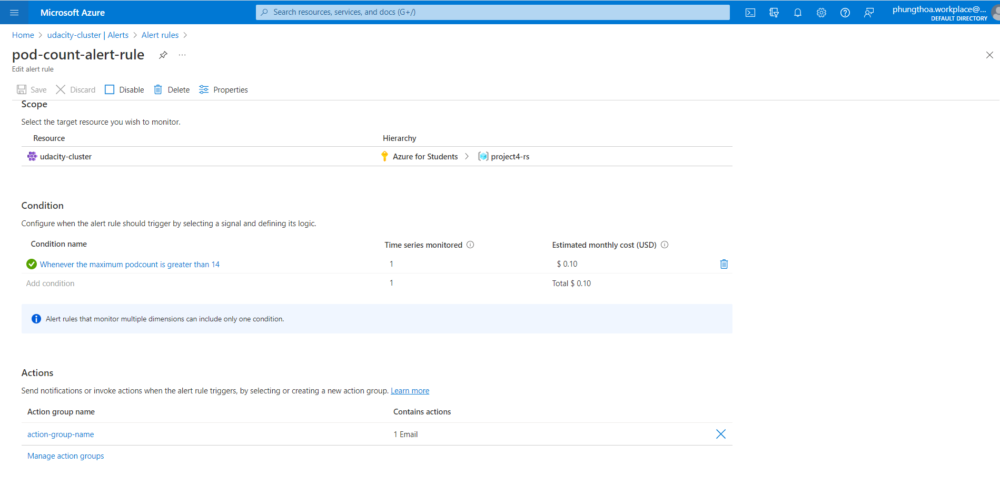 Microsoft Azure
Search resources, services, and docs (G+/)
phungthoa.workplace@...
DEFAULT DIRECTORY
Home > udacity-cluster | Alerts > Alert rules >
pod-count-alert-rule ...
Edit alert rule
Save Discard Disable Delete Properties
Scope
Select the target resource you wish to monitor.
Resource Hierarchy
udacity-cluster Azure for Students > project4-rs
Condition
Configure when the alert rule should trigger by selecting a signal and defining its logic.
Condition name Time series monitored Estimated monthly cost (USD)
Whenever the maximum podcount is greater than 14 1 $ 0.10
Add condition 1 Total $ 0.10
Alert rules that monitor multiple dimensions can include only one condition.
Actions
Send notifications or invoke actions when the alert rule triggers, by selecting or creating a new action group. Learn more
Action group name Contains actions
action-group-name 1 Email
Manage action groups